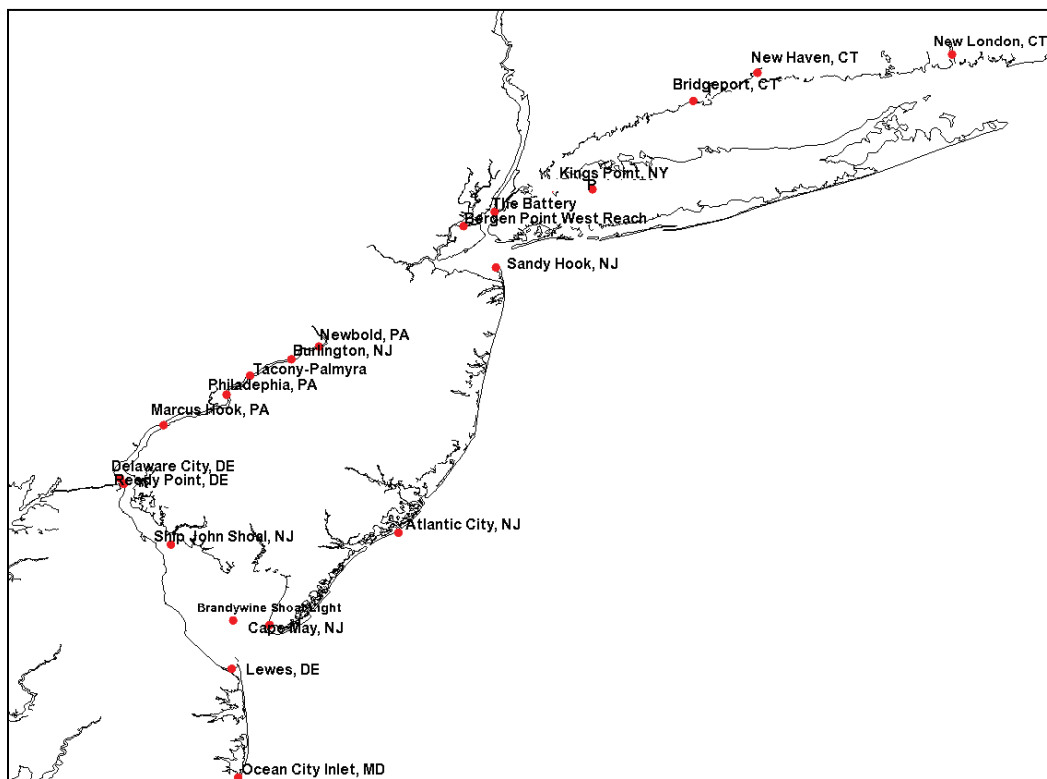 New London, CT
New Haven, CT
Bridgeport, CT
Kings Point, NY
P
The Battery
Bergen Point West Reach
Sandy Hook, NJ
Newbold, PA
Burlington, NJ
Tacony-Palmyra
Philadephia, PA
Marcus Hook, PA
Delaware City, DE
Reedy Point, DE
Atlantic City, NJ
Ship John Shoal, NJ
Brandywine Shoal Light
Cape May, NJ
Lewes, DE
Ocean City Inlet, MD